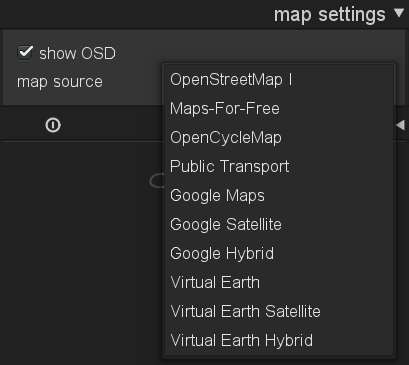 map settings
show OSD
map source
OpenStreetMap I
Maps-For-Free
OpenCycleMap
Public Transport
Google Maps
Google Satellite
Google Hybrid
Virtual Earth
Virtual Earth Satellite
Virtual Earth Hybrid